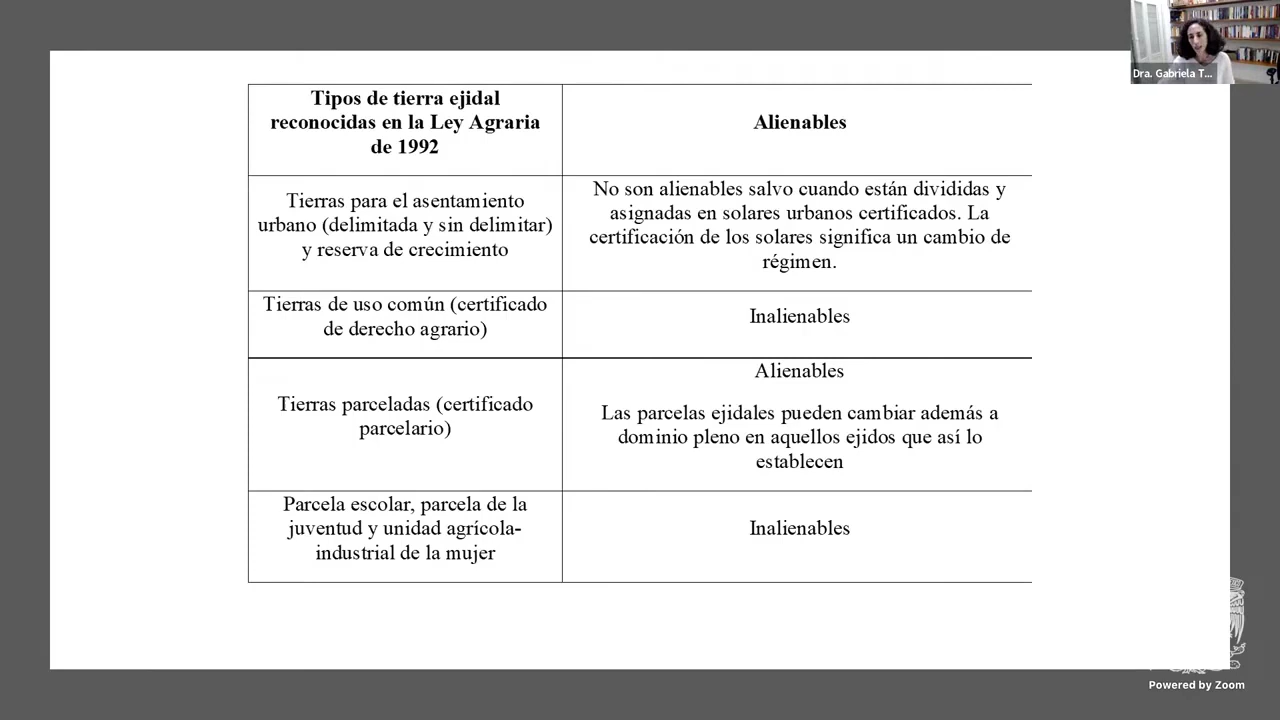 Dra. Gabriela T...
Tipos de tierra ejidal
reconocidas en la Ley Agraria
de 1992
Alienables
Tierras para el asentamiento
urbano (delimitada y sin delimitar)
y reserva de crecimiento
No son alienables salvo cuando están divididas y
asignadas en solares urbanos certificados. La
certificación de los solares significa un cambio de
régimen.
Tierras de uso común (certificado
de derecho agrario)
Inalienables
Tierras parceladas (certificado
parcelario)
Alienables
Las parcelas ejidales pueden cambiar además a
dominio pleno en aquellos ejidos que así lo
establecen
Parcela escolar, parcela de la
juventud y unidad agrícola-
industrial de la mujer
Inalienables
Powered by Zoom